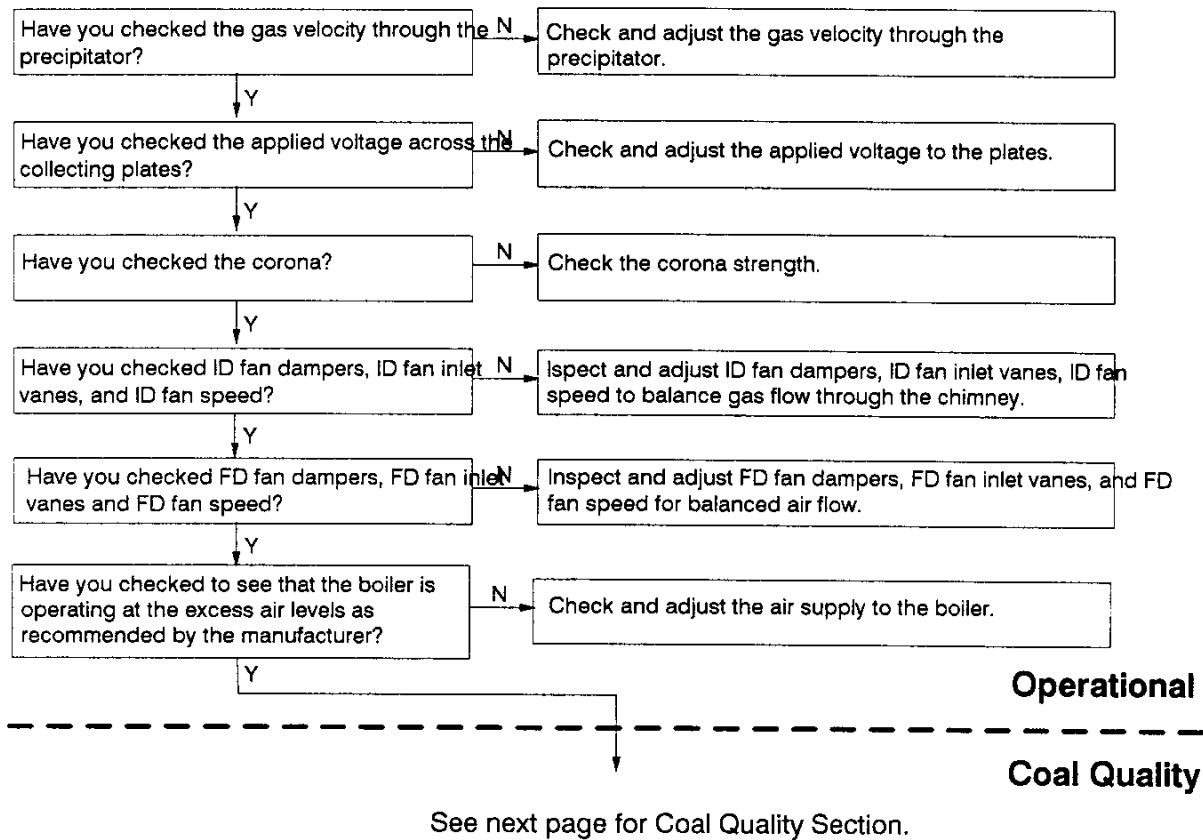 Have you checked the gas velocity through the
precipitator?
N
Check and adjust the gas velocity through the
precipitator.
Y
Have you checked the applied voltage across the
collecting plates?
N
Check and adjust the applied voltage to the plates.
Y
Have you checked the corona?
N
Check the corona strength.
Y
Have you checked ID fan dampers, ID fan inlet
vanes, and ID fan speed?
N
Ispect and adjust ID fan dampers, ID fan inlet vanes, ID fan
speed to balance gas flow through the chimney.
Y
Have you checked FD fan dampers, FD fan inlet
vanes and FD fan speed?
N
Inspect and adjust FD fan dampers, FD fan inlet vanes, and FD
fan speed for balanced air flow.
Y
Have you checked to see that the boiler is
operating at the excess air levels as
recommended by the manufacturer?
N
Check and adjust the air supply to the boiler.
Y
Operational
Coal Quality
See next page for Coal Quality Section.